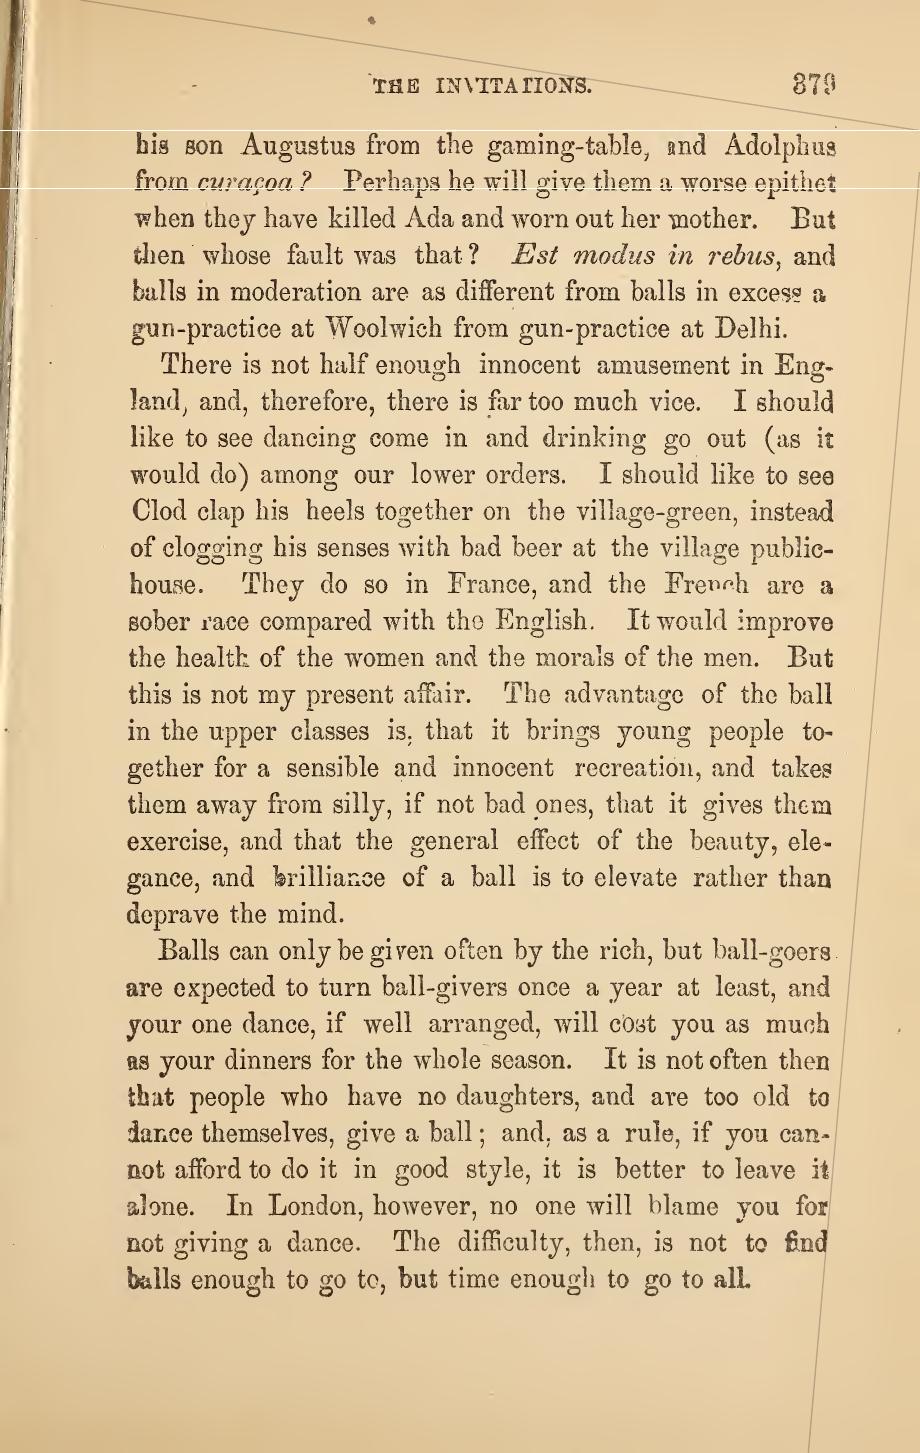 THE INVITATIONS. 379
his son Augustus from the gaming-table, and Adolphus
from curaçoa? Perhaps he will give them a worse epithet
when they have killed Ada and worn out her mother. But
then whose fault was that? Est modus in rebus, and
balls in moderation are as different from balls in excess a
gun-practice at Woolwich from gun-practice at Delhi.
There is not half enough innocent amusement in Eng-
land, and, therefore, there is far too much vice. I should
like to see dancing come in and drinking go out (as it
would do) among our lower orders. I should like to see
Clod clap his heels together on the village-green, instead
of clogging his senses with bad beer at the village public-
house. They do so in France, and the French are a
sober race compared with the English. It would improve
the health of the women and the morals of the men. But
this is not my present affair. The advantage of the ball
in the upper classes is, that it brings young people to-
gether for a sensible and innocent recreation, and takes
them away from silly, if not bad ones, that it gives them
exercise, and that the general effect of the beauty, ele-
gance, and brilliance of a ball is to elevate rather than
deprave the mind.
Balls can only be given often by the rich, but ball-goers
are expected to turn ball-givers once a year at least, and
your one dance, if well arranged, will cost you as much
as your dinners for the whole season. It is not often then
that people who have no daughters, and are too old to
dance themselves, give a ball; and, as a rule, if you can-
not afford to do it in good style, it is better to leave it
alone. In London, however, no one will blame you for
not giving a dance. The difficulty, then, is not to find
balls enough to go to, but time enough to go to all.